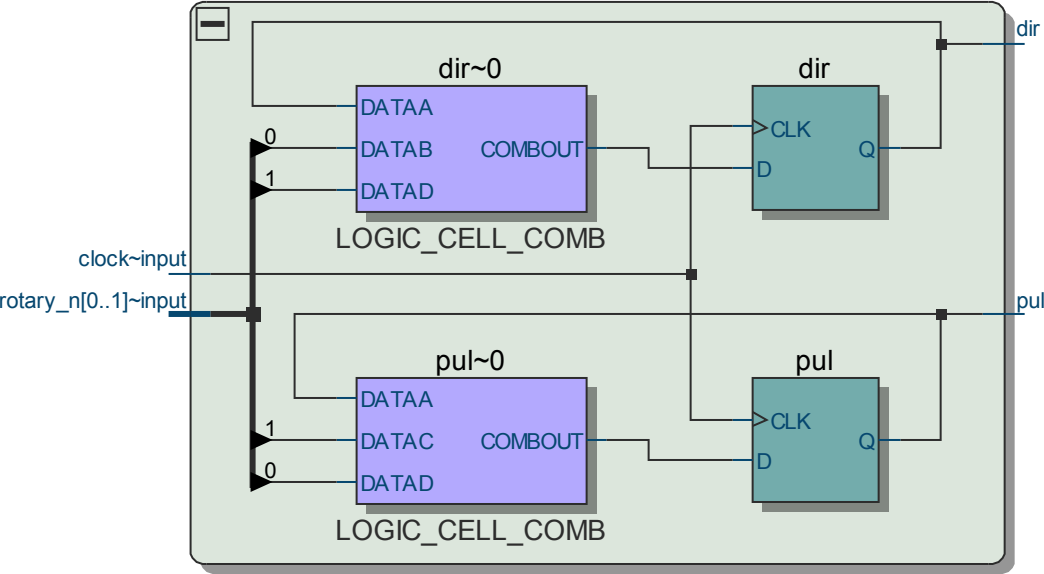 dir
dir~0
dir
DATAA
CLK
0
DATAB
COMBOUT
Q
D
1
DATAD
LOGIC_CELL_COMB
clock~input
rotary_n[0..1]~input
pul
pul~0
pul
DATAA
CLK
1
DATAC
COMBOUT
Q
D
0
DATAD
LOGIC_CELL_COMB